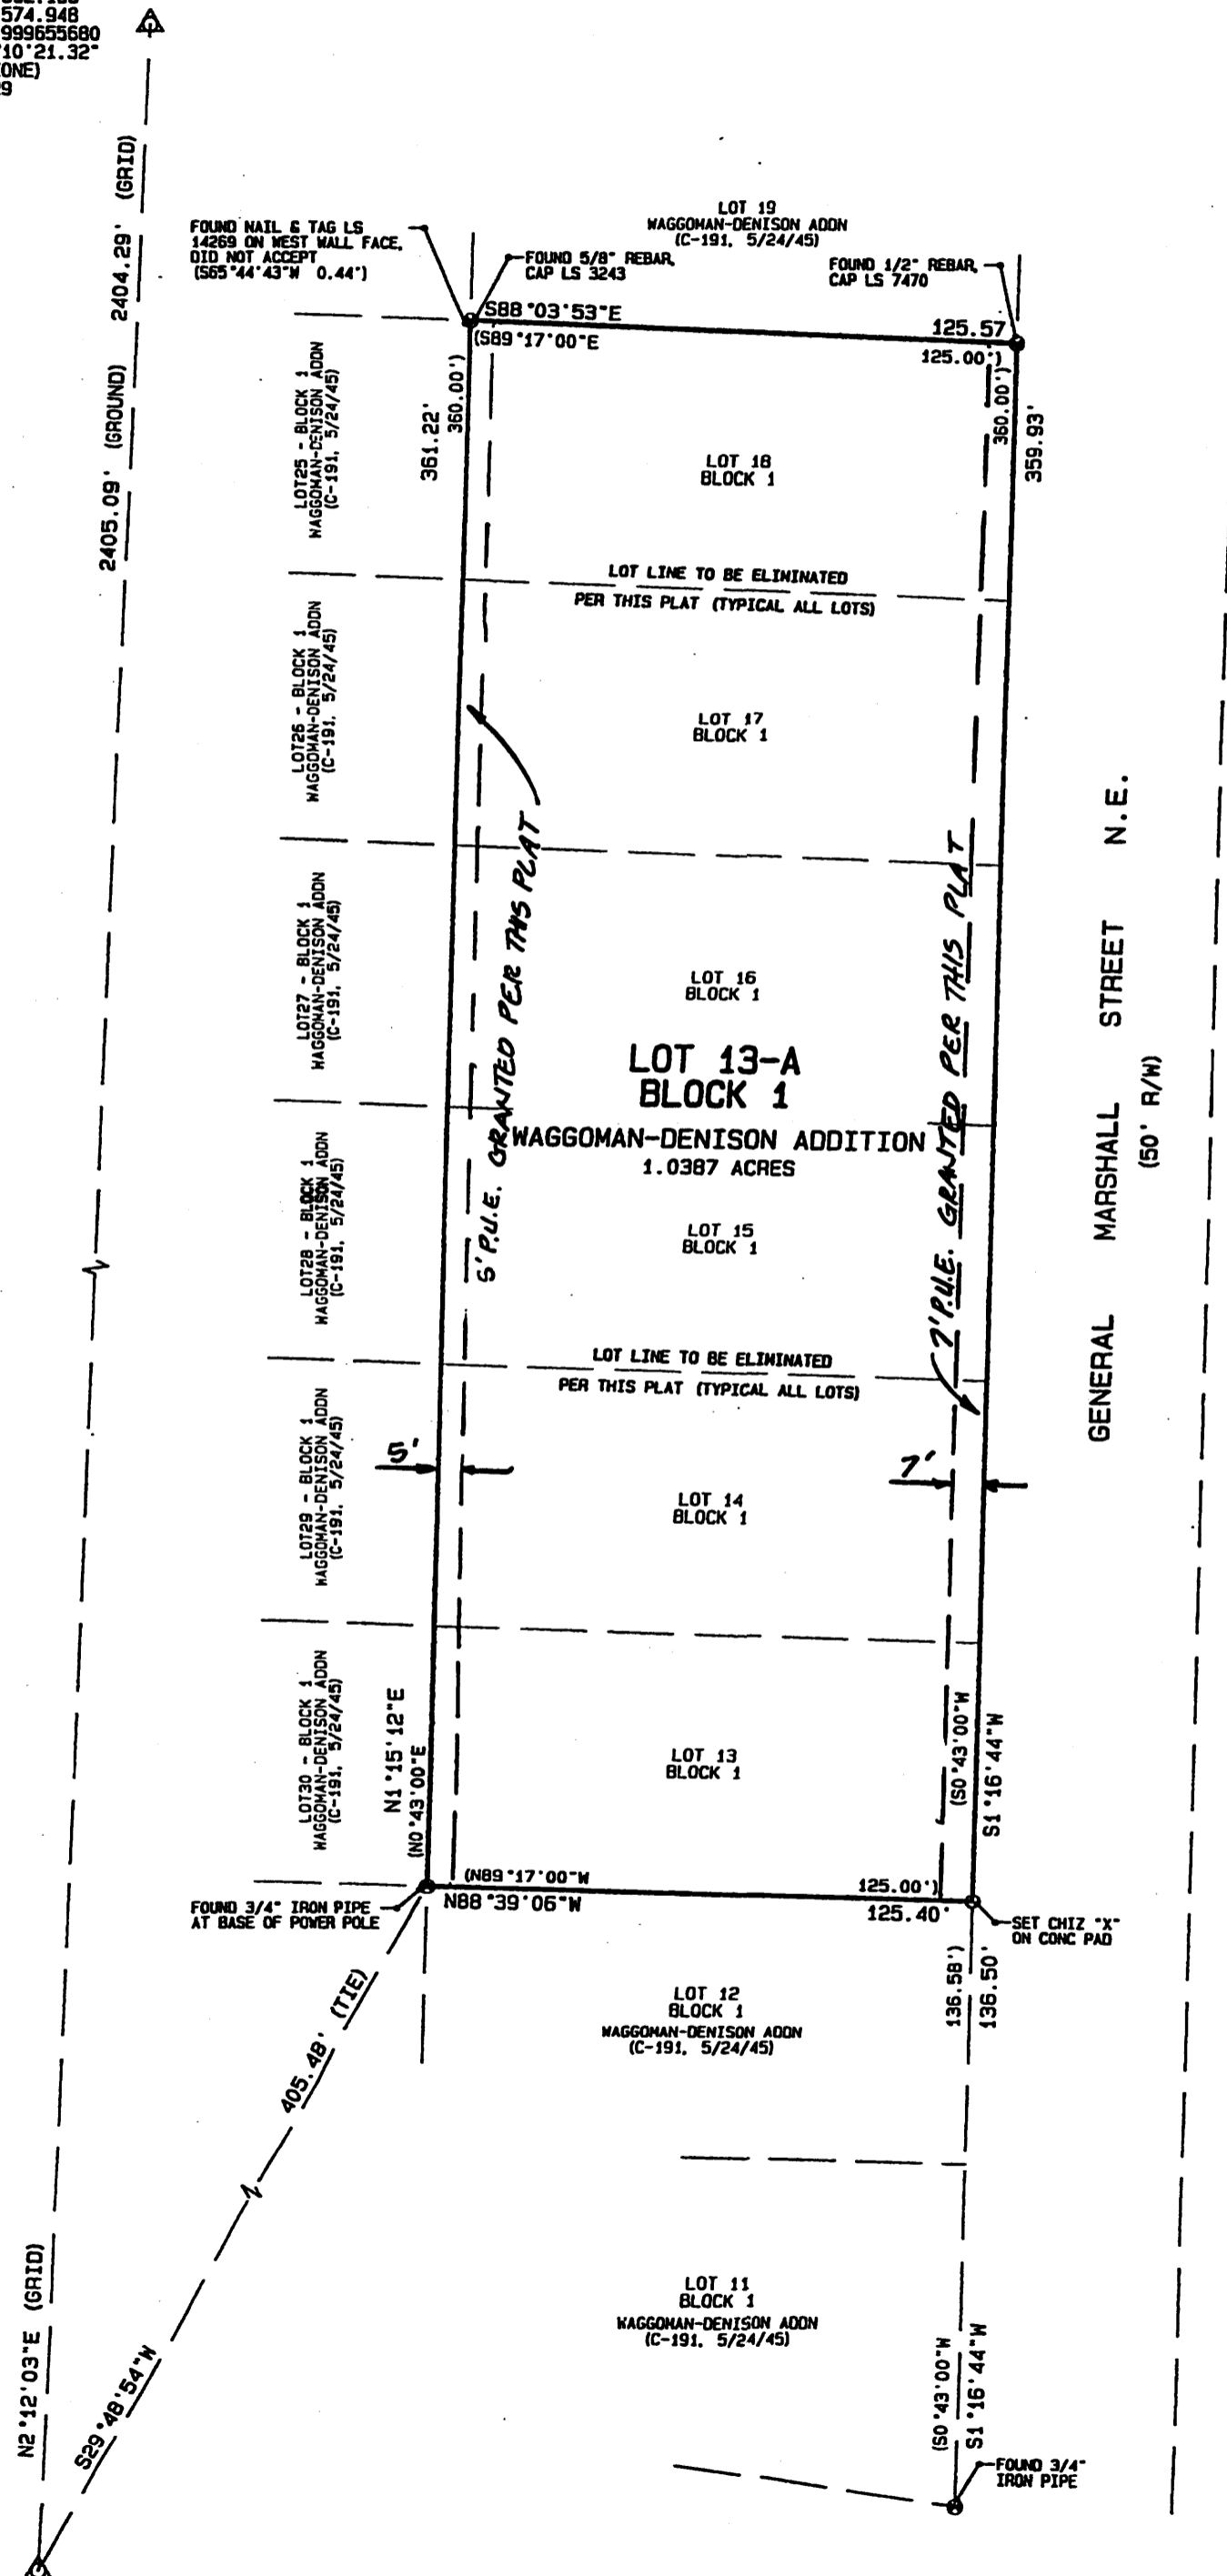 574.948
999655680
10'21.32"
ONE)
2404.29' (GRID)
2405.09' (GROUND)
LOT 19
WAGGOMAN-DENISON ADDN
(C-191, 5/24/45)
FOUND NAIL & TAG LS
14269 ON WEST WALL FACE,
DID NOT ACCEPT
(S65°44'43"W 0.44')
FOUND 5/8" REBAR,
CAP LS 3243
FOUND 1/2" REBAR,
CAP LS 7470
S88°03'53"E
125.57
(S89°17'00"E
125.00')
361.22'
360.00')
360.00')
359.93'
LOT25 - BLOCK 1
WAGGOMAN-DENISON ADDN
(C-191, 5/24/45)
LOT 18
BLOCK 1
LOT LINE TO BE ELIMINATED
PER THIS PLAT (TYPICAL ALL LOTS)
LOT26 - BLOCK 1
WAGGOMAN-DENISON ADDN
(C-191, 5/24/45)
LOT 17
BLOCK 1
5' P.U.E. GRANTED PER THIS PLAT
7' P.U.E. GRANTED PER THIS PLAT
GENERAL MARSHALL STREET N.E.
(50' R/W)
LOT27 - BLOCK 1
WAGGOMAN-DENISON ADDN
(C-191, 5/24/45)
LOT 16
BLOCK 1
LOT 13-A
BLOCK 1
WAGGOMAN-DENISON ADDITION
1.0387 ACRES
LOT28 - BLOCK 1
WAGGOMAN-DENISON ADDN
(C-191, 5/24/45)
LOT 15
BLOCK 1
LOT LINE TO BE ELIMINATED
PER THIS PLAT (TYPICAL ALL LOTS)
LOT29 - BLOCK 1
WAGGOMAN-DENISON ADDN
(C-191, 5/24/45)
5'
7'
LOT 14
BLOCK 1
LOT30 - BLOCK 1
WAGGOMAN-DENISON ADDN
(C-191, 5/24/45)
N1°15'12"E
(N0°43'00"E
LOT 13
BLOCK 1
(S0°43'00"W
S1°16'44"W
(N89°17'00"W
125.00')
N88°39'06"W
125.40'
FOUND 3/4" IRON PIPE
AT BASE OF POWER POLE
SET CHIZ "X"
ON CONC PAD
136.58')
136.50'
LOT 12
BLOCK 1
WAGGOMAN-DENISON ADDN
(C-191, 5/24/45)
405.48' (TIE)
S29°48'54"W
N2°12'03"E (GRID)
LOT 11
BLOCK 1
WAGGOMAN-DENISON ADDN
(C-191, 5/24/45)
(S0°43'00"W
S1°16'44"W
FOUND 3/4"
IRON PIPE